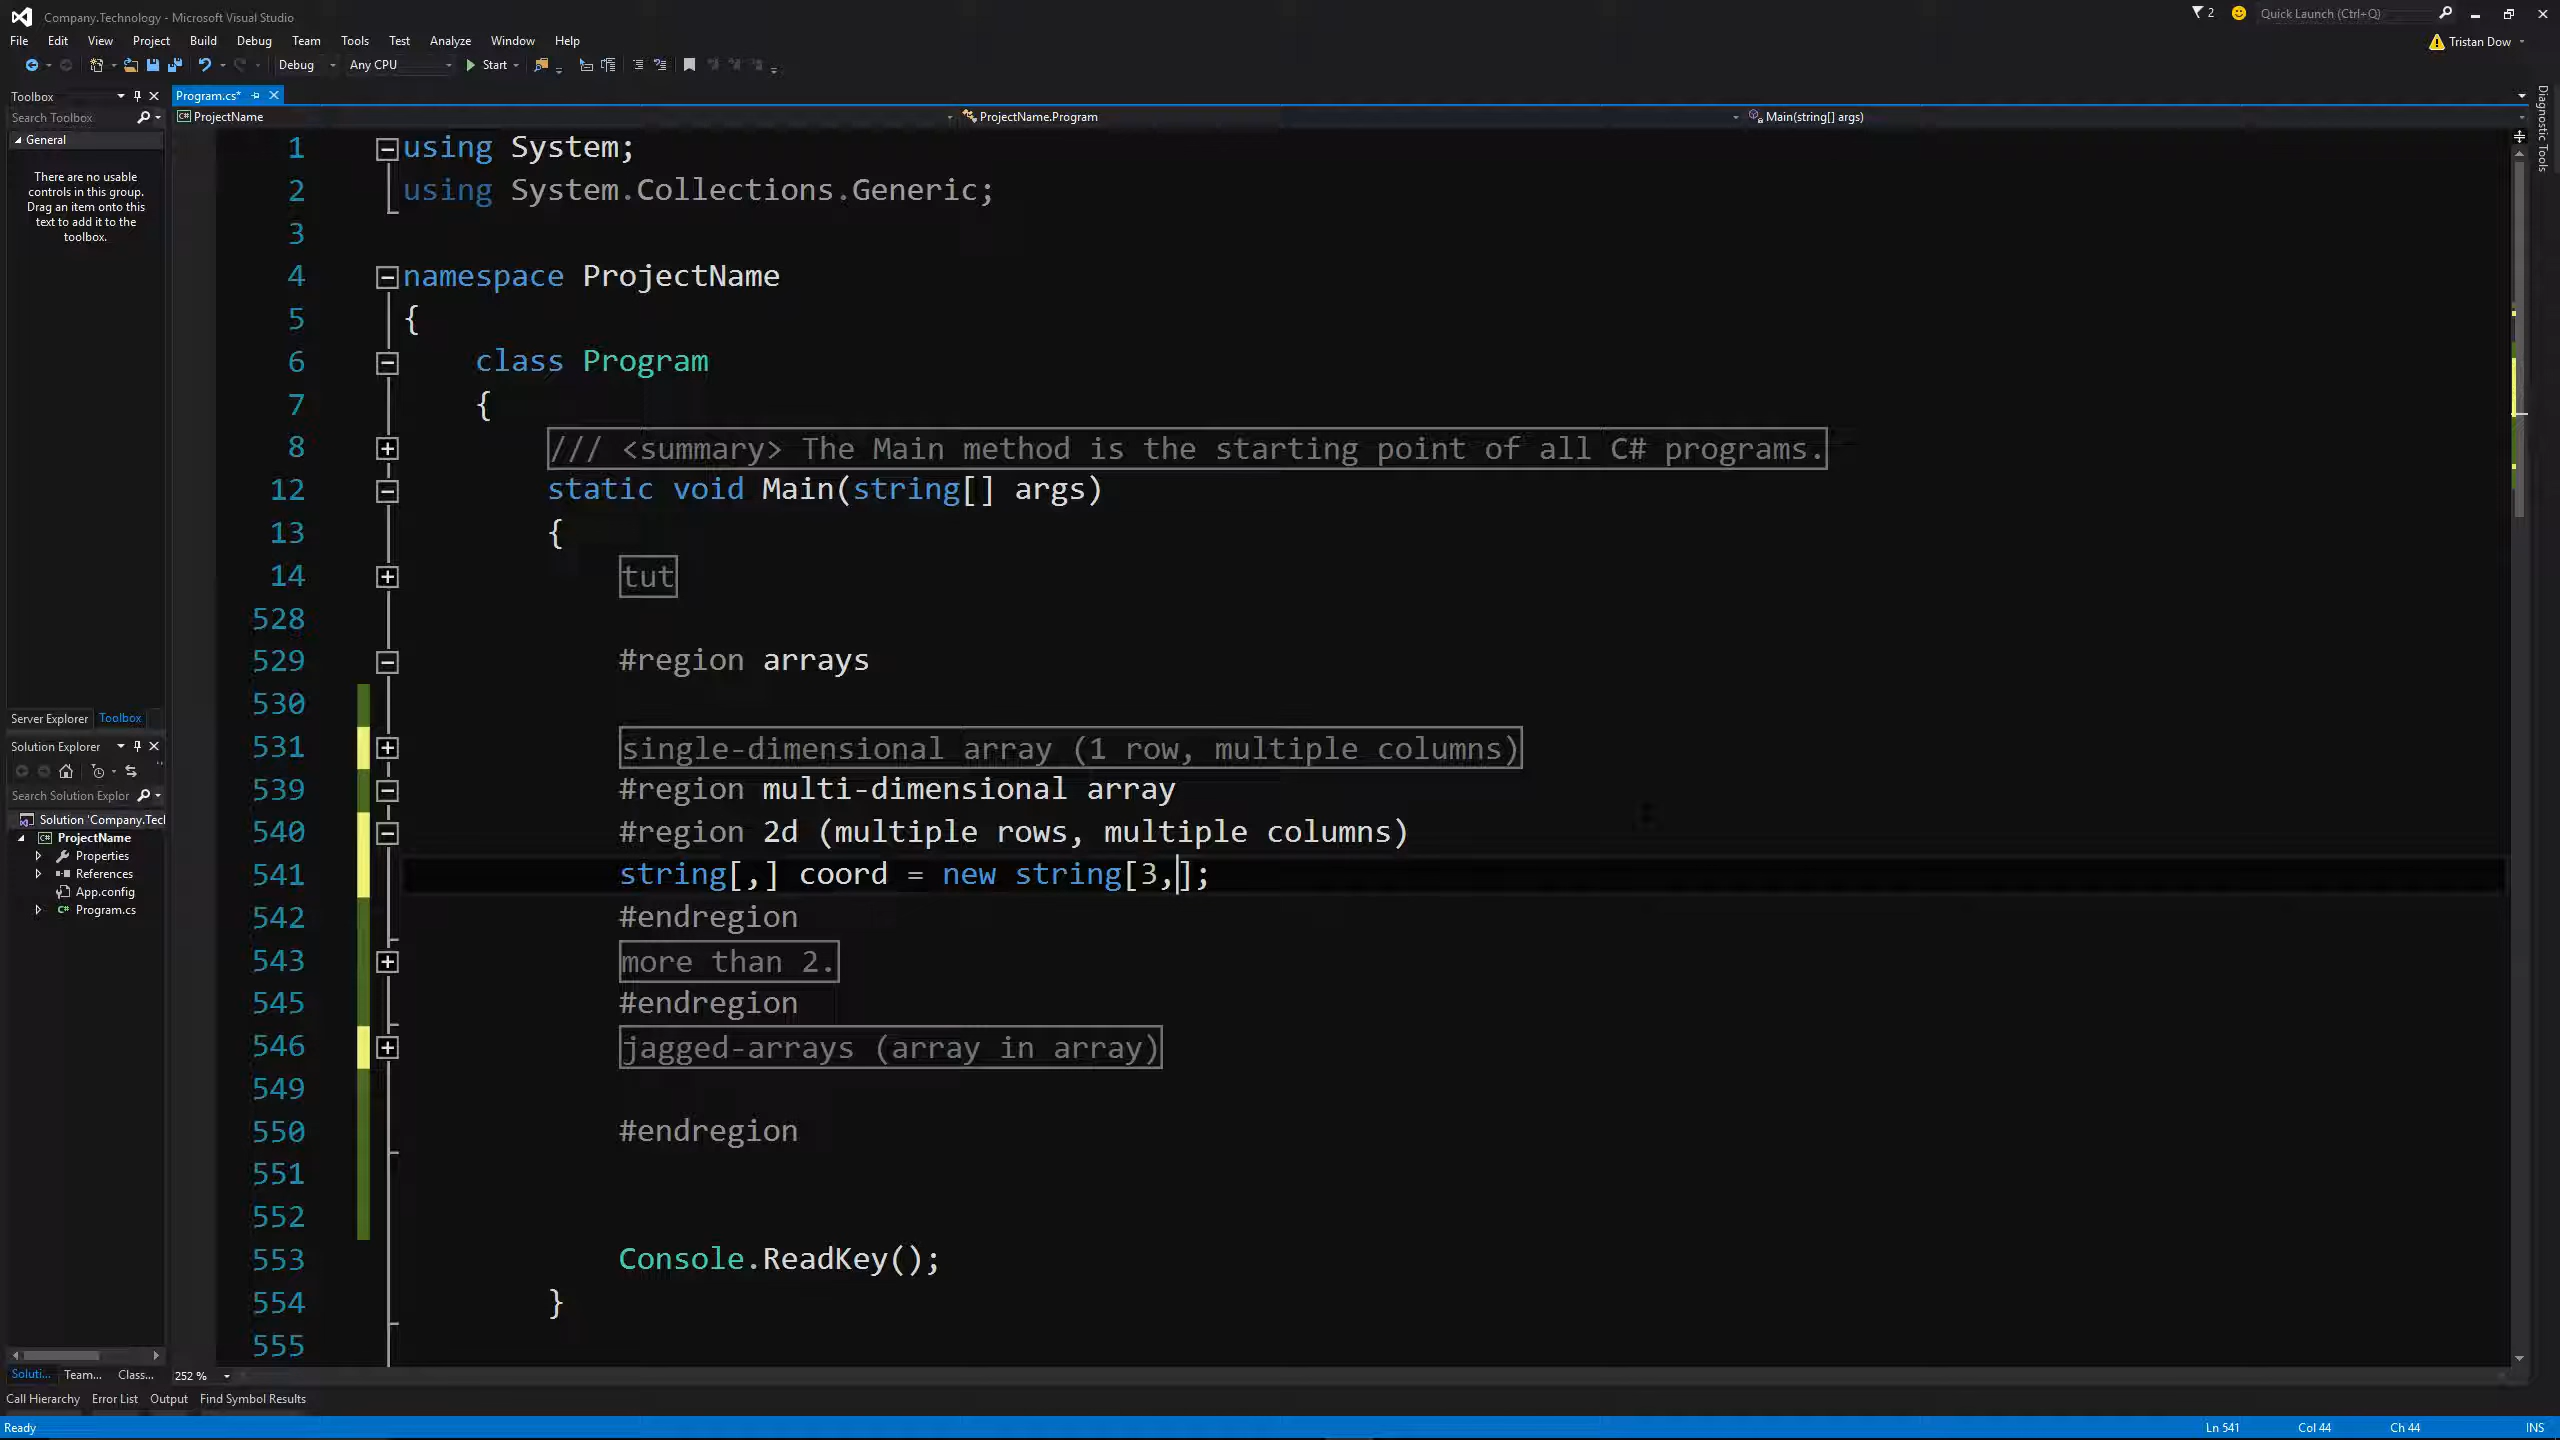 Company.Technology - Microsoft Visual Studio
2
Quick Launch (Ctrl+Q)
File Edit View Project Build Debug Team Tools Test Analyze Window Help
Tristan Dow
Debug Any CPU Start
Toolbox
Program.cs*
Search Toolbox
ProjectName
ProjectName.Program
Main(string[] args)
Diagnostic Tools
General
There are no usable
controls in this group.
Drag an item onto this
text to add it to the
toolbox.
Server Explorer Toolbox
Solution Explorer
Search Solution Explor
Solution 'Company.Tecl
ProjectName
Properties
References
App.config
Program.cs
Soluti... Team... Class...
1 using System;
2 using System.Collections.Generic;
3
4 namespace ProjectName
5 {
6 class Program
7 {
8 /// <summary> The Main method is the starting point of all C# programs.
12 static void Main(string[] args)
13 {
14 tut
528
529 #region arrays
530
531 single-dimensional array (1 row, multiple columns)
539 #region multi-dimensional array
540 #region 2d (multiple rows, multiple columns)
541 string[,] coord = new string[3,];
542 #endregion
543 more than 2.
545 #endregion
546 jagged-arrays (array in array)
549
550 #endregion
551
552
553 Console.ReadKey();
554 }
555
252 %
Call Hierarchy Error List Output Find Symbol Results
Ready
Ln 541 Col 44 Ch 44 INS